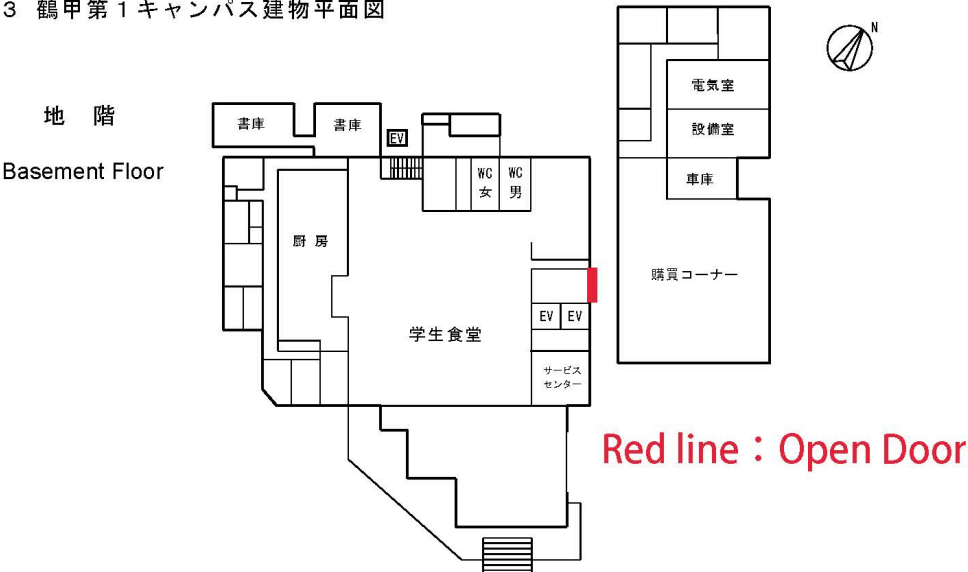 3 鶴甲第1キャンパス建物平面図
N
地 階
Basement Floor
書庫
書庫
EV
WC
女
WC
男
厨 房
学生食堂
EV
EV
サービス
センター
電気室
設備室
車庫
購買コーナー
Red line：Open Door